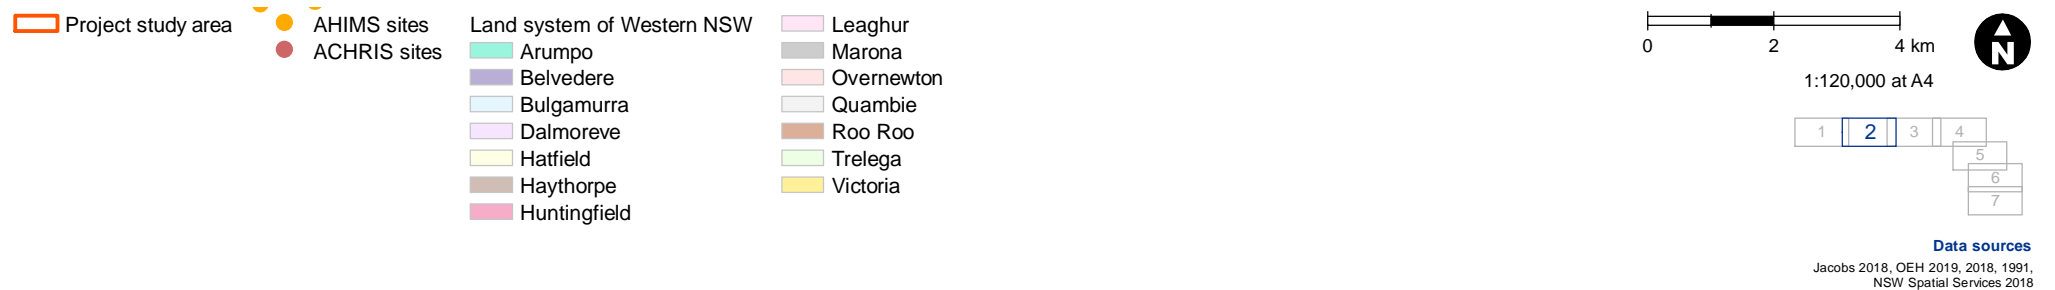 Project study area
AHIMS sites
ACHRIS sites
Land system of Western NSW
Arumpo
Belvedere
Bulgamurra
Dalmoreve
Hatfield
Haythorpe
Huntingfield
Leaghur
Marona
Overnewton
Quambie
Roo Roo
Trelega
Victoria
0 2 4 km
N
1:120,000 at A4
1 2 3 4
5
6
7
Data sources
Jacobs 2018, OEH 2019, 2018, 1991,
NSW Spatial Services 2018